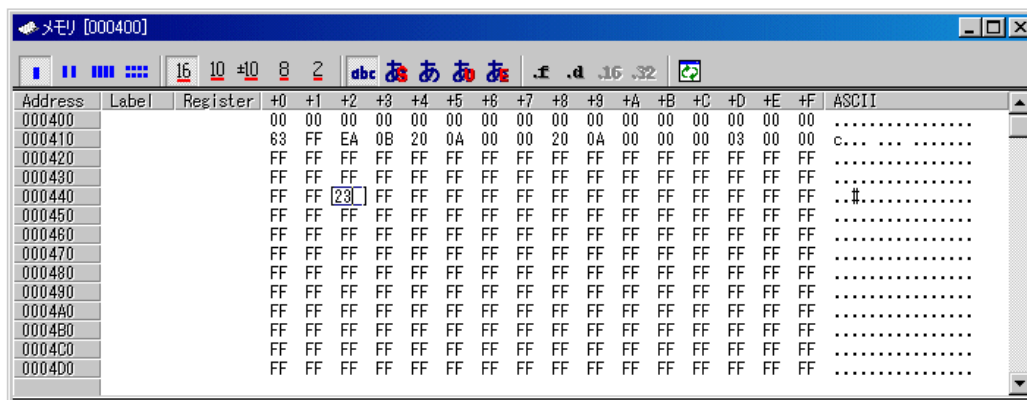 メモリ [000400]
16 10 ±10 8 2 abc あS あ あ あE .f .d .16 .32
Address Label Register +0 +1 +2 +3 +4 +5 +6 +7 +8 +9 +A +B +C +D +E +F ASCII
000400 00 00 00 00 00 00 00 00 00 00 00 00 00 00 00 00 ................
000410 63 FF EA 0B 20 0A 00 00 20 0A 00 00 00 03 00 00 c... ... .......
000420 FF FF FF FF FF FF FF FF FF FF FF FF FF FF FF FF ................
000430 FF FF FF FF FF FF FF FF FF FF FF FF FF FF FF FF ................
000440 FF FF 23 FF FF FF FF FF FF FF FF FF FF FF FF FF ..#.............
000450 FF FF FF FF FF FF FF FF FF FF FF FF FF FF FF FF ................
000460 FF FF FF FF FF FF FF FF FF FF FF FF FF FF FF FF ................
000470 FF FF FF FF FF FF FF FF FF FF FF FF FF FF FF FF ................
000480 FF FF FF FF FF FF FF FF FF FF FF FF FF FF FF FF ................
000490 FF FF FF FF FF FF FF FF FF FF FF FF FF FF FF FF ................
0004A0 FF FF FF FF FF FF FF FF FF FF FF FF FF FF FF FF ................
0004B0 FF FF FF FF FF FF FF FF FF FF FF FF FF FF FF FF ................
0004C0 FF FF FF FF FF FF FF FF FF FF FF FF FF FF FF FF ................
0004D0 FF FF FF FF FF FF FF FF FF FF FF FF FF FF FF FF ................